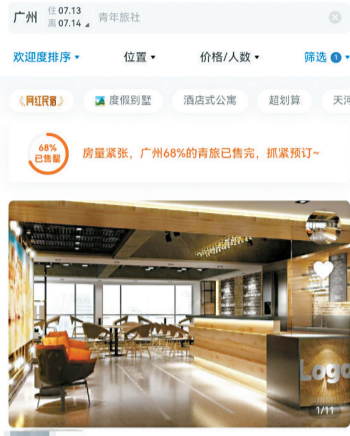 广州 住 07.13 离 07.14 青年旅社
欢迎度排序 位置 价格/人数 筛选 1
网红民宿 度假别墅 酒店式公寓 超划算 天河
68%
已售罄
房量紧张，广州68%的青旅已售完，抓紧预订~
Logo
1/11